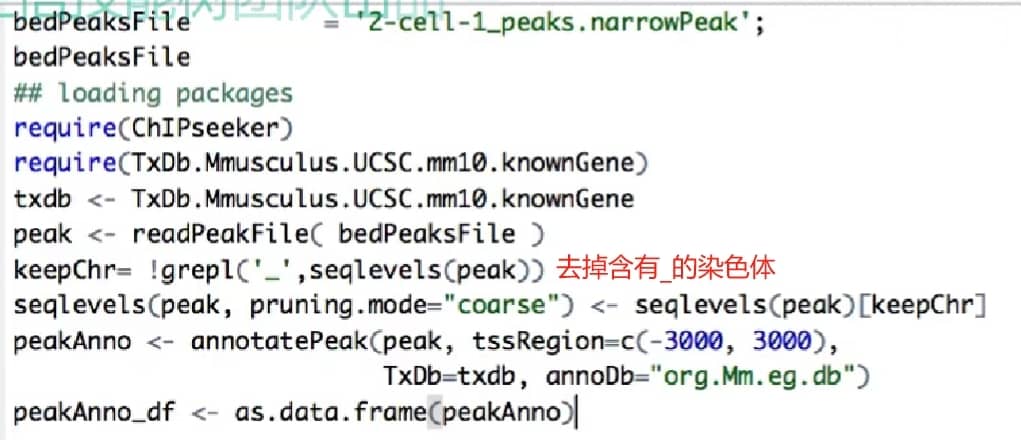 bedPeaksFile = '2-cell-1_peaks.narrowPeak';
bedPeaksFile
## loading packages
require(ChIPseeker)
require(TxDb.Mmusculus.UCSC.mm10.knownGene)
txdb <- TxDb.Mmusculus.UCSC.mm10.knownGene
peak <- readPeakFile( bedPeaksFile )
keepChr= !grepl('_',seqlevels(peak)) 去掉含有_的染色体
seqlevels(peak, pruning.mode="coarse") <- seqlevels(peak)[keepChr]
peakAnno <- annotatePeak(peak, tssRegion=c(-3000, 3000),
TxDb=txdb, annoDb="org.Mm.eg.db")
peakAnno_df <- as.data.frame(peakAnno)